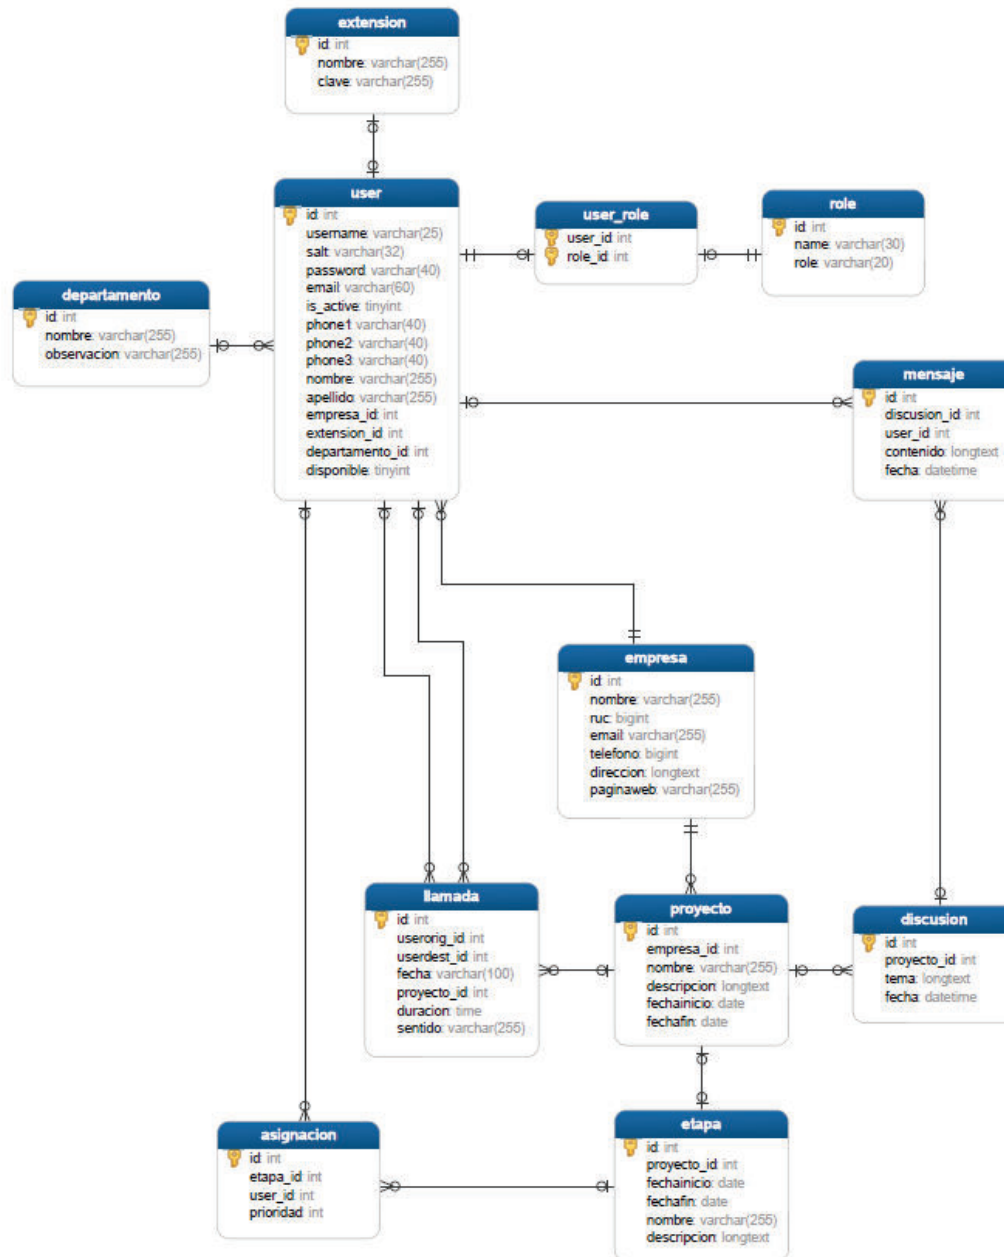 extension
id: int
nombre: varchar(255)
clave: varchar(255)
user
id: int
username: varchar(25)
salt: varchar(32)
password: varchar(40)
email: varchar(60)
is_active: tinyint
phone1: varchar(40)
phone2: varchar(40)
phone3: varchar(40)
nombre: varchar(255)
apellido: varchar(255)
empresa_id: int
extension_id: int
departamento_id: int
disponible: tinyint
user_role
user_id: int
role_id: int
role
id: int
name: varchar(30)
role: varchar(20)
departamento
id: int
nombre: varchar(255)
observacion: varchar(255)
mensaje
id: int
discusion_id: int
user_id: int
contenido: longtext
fecha: datetime
empresa
id: int
nombre: varchar(255)
ruc: bigint
email: varchar(255)
telefono: bigint
direccion: longtext
paginaweb: varchar(255)
llamada
id: int
userorig_id: int
userdest_id: int
fecha: varchar(100)
proyecto_id: int
duracion: time
sentido: varchar(255)
proyecto
id: int
empresa_id: int
nombre: varchar(255)
descripcion: longtext
fechainicio: date
fechafin: date
discusion
id: int
proyecto_id: int
tema: longtext
fecha: datetime
asignacion
id: int
etapa_id: int
user_id: int
prioridad: int
etapa
id: int
proyecto_id: int
fechainicio: date
fechafin: date
nombre: varchar(255)
descripcion: longtext